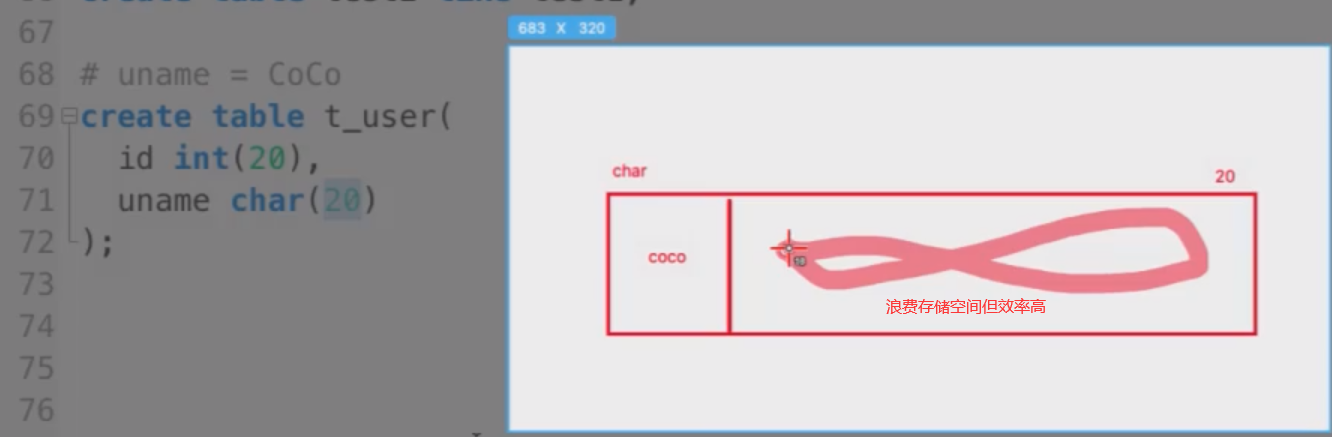 67
683 X 320
68 # uname = CoCo
69 create table t_user(
70 id int(20),
71 uname char(20)
72 );
73
74
75
76
char
20
coco
浪费存储空间但效率高